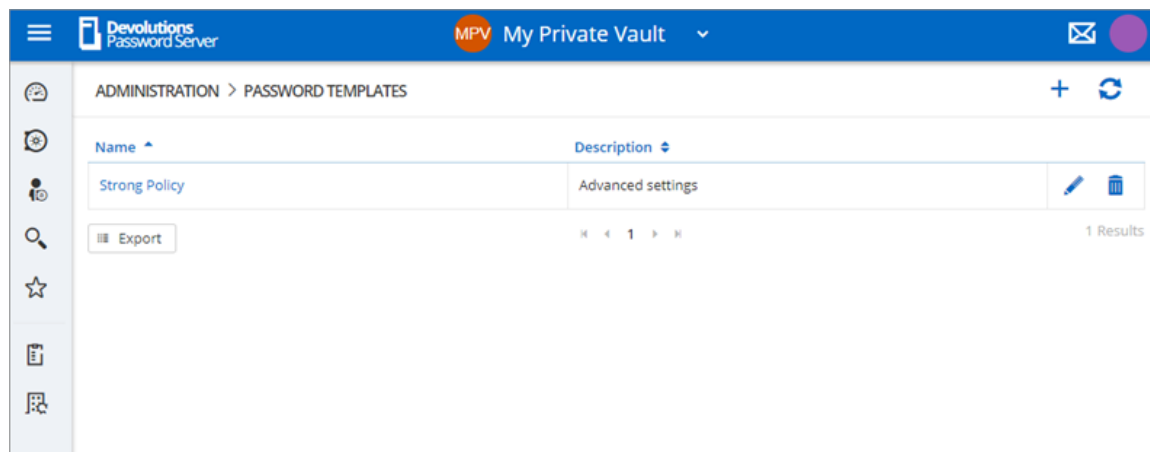 Devolutions
Password Server
MPV My Private Vault
ADMINISTRATION > PASSWORD TEMPLATES
Name Description
Strong Policy Advanced settings
Export 1 1 Results